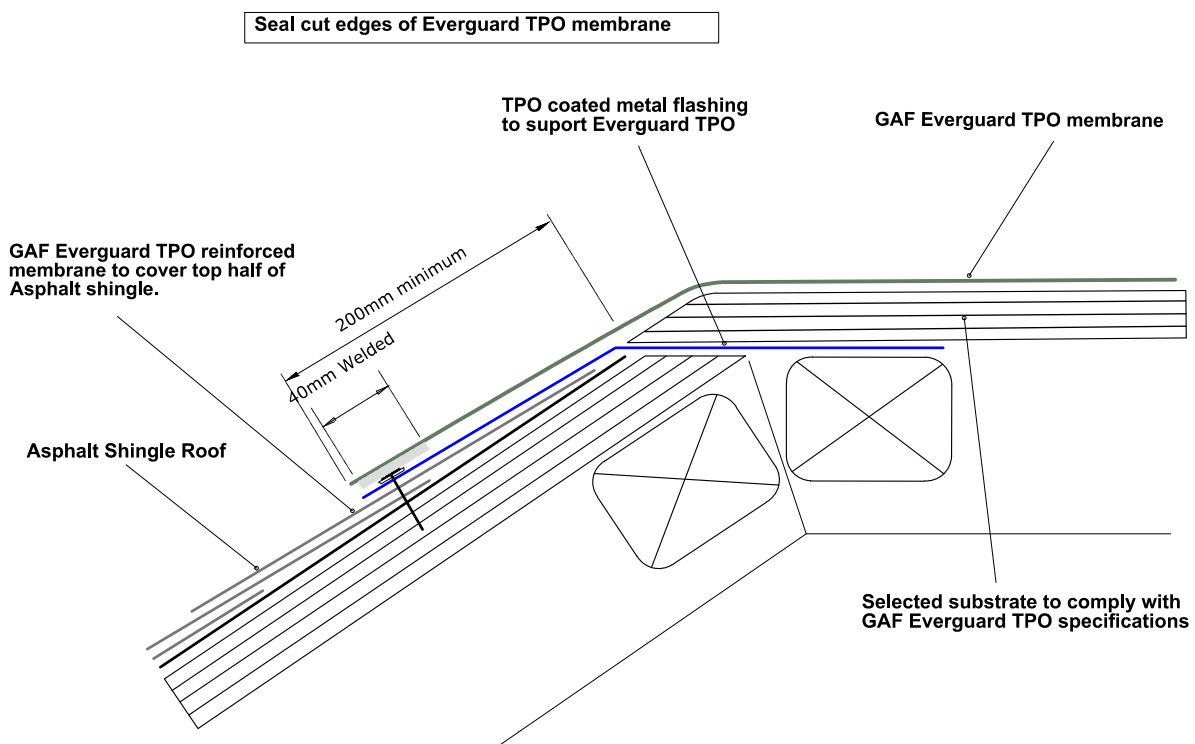 Seal cut edges of Everguard TPO membrane
TPO coated metal flashing
to suport Everguard TPO
GAF Everguard TPO membrane
GAF Everguard TPO reinforced
membrane to cover top half of
Asphalt shingle.
200mm minimum
40mm Welded
Asphalt Shingle Roof
Selected substrate to comply with
GAF Everguard TPO specifications